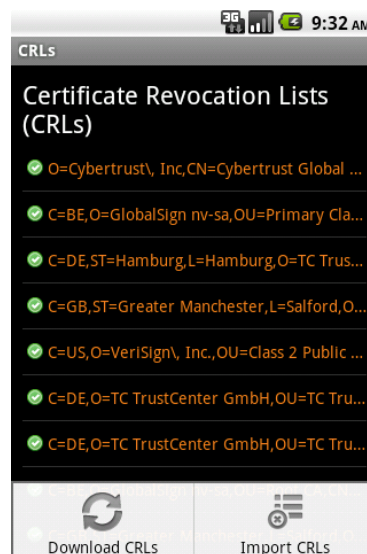 3G 9:32 AM
CRLs
Certificate Revocation Lists
(CRLs)
O=Cybertrust\, Inc,CN=Cybertrust Global ...
C=BE,O=GlobalSign nv-sa,OU=Primary Cla...
C=DE,ST=Hamburg,L=Hamburg,O=TC Trus...
C=GB,ST=Greater Manchester,L=Salford,O...
C=US,O=VeriSign\, Inc.,OU=Class 2 Public ...
C=DE,O=TC TrustCenter GmbH,OU=TC Tru...
C=DE,O=TC TrustCenter GmbH,OU=TC Tru...
Download CRLs Import CRLs